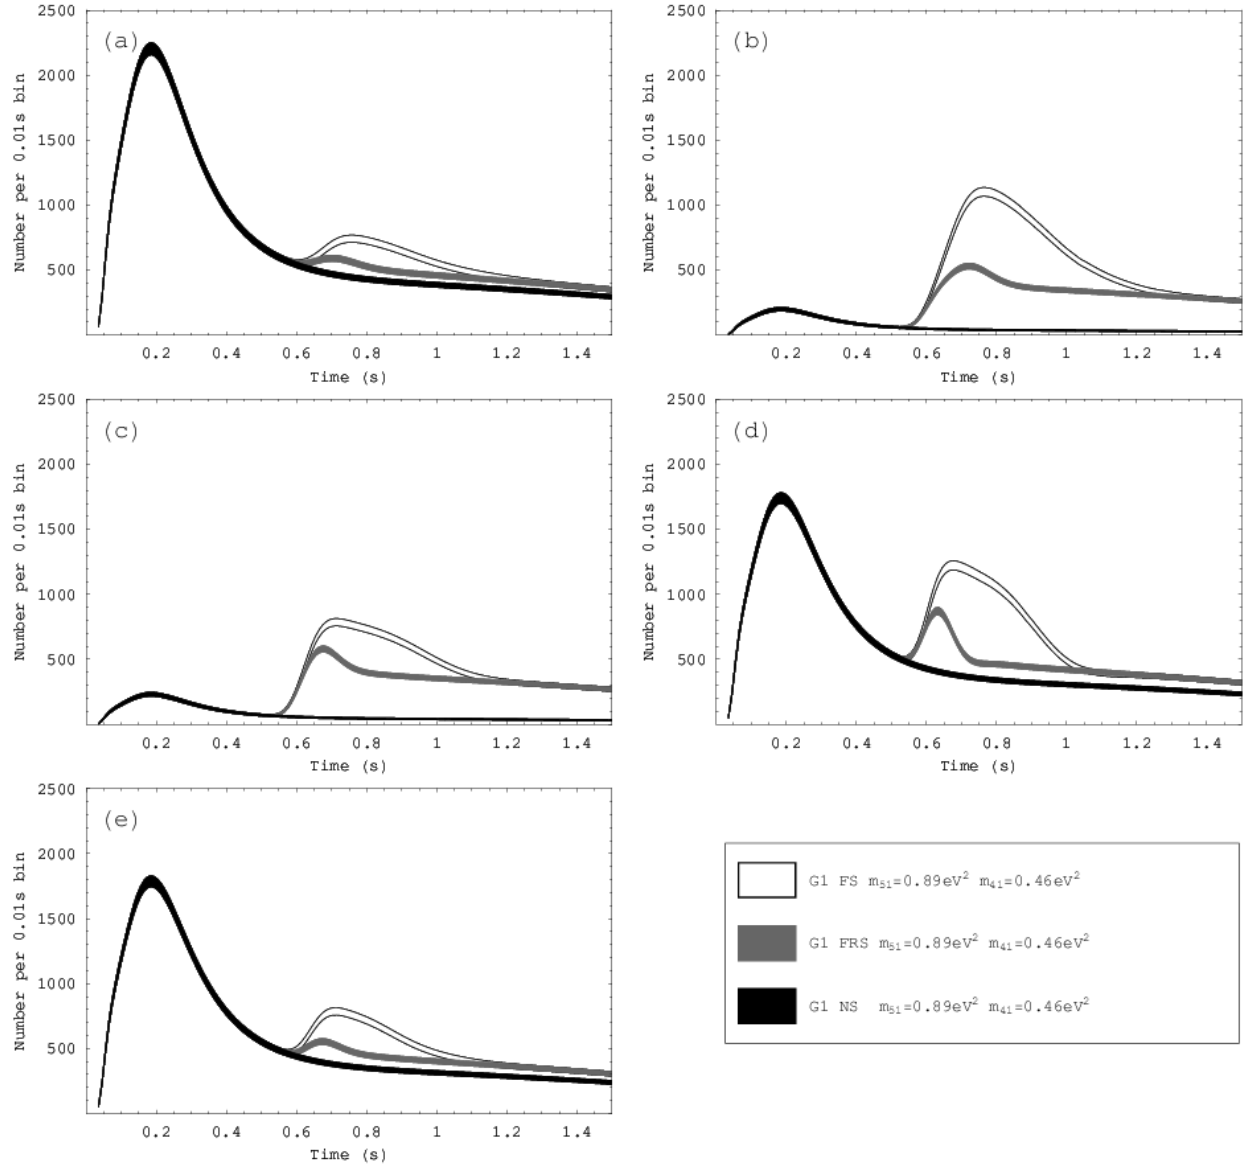 (a)
Number per 0.01s bin
2500
2000
1500
1000
500
0.2 0.4 0.6 0.8 1 1.2 1.4
Time (s)
(b)
Number per 0.01s bin
2500
2000
1500
1000
500
0.2 0.4 0.6 0.8 1 1.2 1.4
Time (s)
(c)
Number per 0.01s bin
2500
2000
1500
1000
500
0.2 0.4 0.6 0.8 1 1.2 1.4
Time (s)
(d)
Number per 0.01s bin
2500
2000
1500
1000
500
0.2 0.4 0.6 0.8 1 1.2 1.4
Time (s)
(e)
Number per 0.01s bin
2500
2000
1500
1000
500
0.2 0.4 0.6 0.8 1 1.2 1.4
Time (s)
G1 FS m₅₁=0.89eV² m₄₁=0.46eV²
G1 FRS m₅₁=0.89eV² m₄₁=0.46eV²
G1 NS m₅₁=0.89eV² m₄₁=0.46eV²